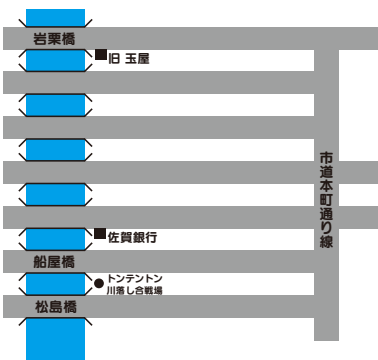 岩栗橋
旧 玉屋
市道本町通り線
佐賀銀行
船屋橋
トンテントン
川落し合戦場
松島橋